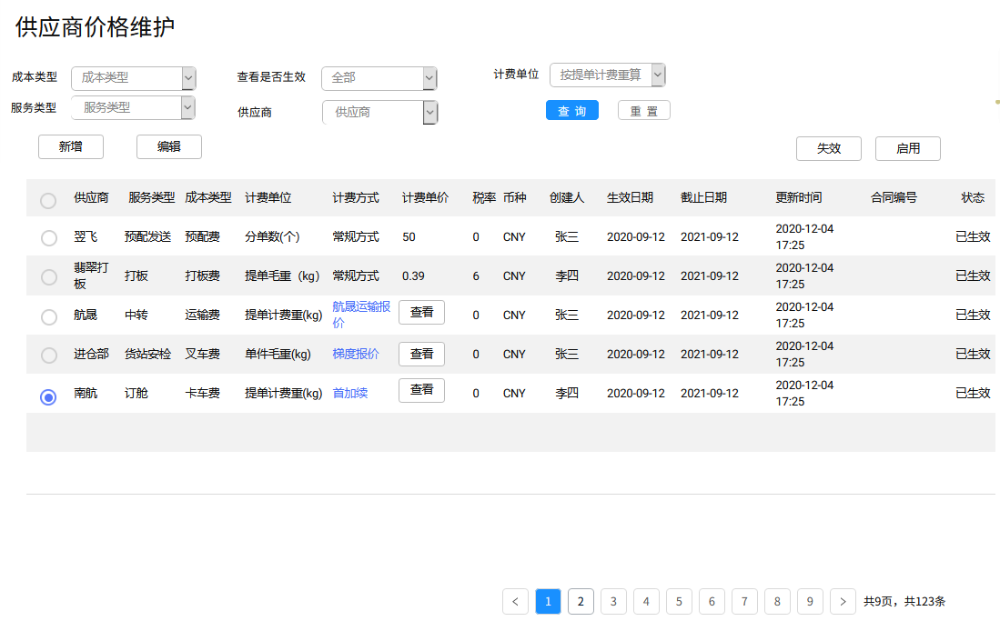 供应商价格维护
成本类型 成本类型 查看是否生效 全部 计费单位 按提单计费重算
服务类型 服务类型 供应商 供应商 查 询 重 置
新增 编辑 失效 启用
供应商 服务类型 成本类型 计费单位 计费方式 计费单价 税率 币种 创建人 生效日期 截止日期 更新时间 合同编号 状态
翌飞 预配发送 预配费 分单数(个) 常规方式 50 0 CNY 张三 2020-09-12 2021-09-12 2020-12-04 17:25 已生效
翡翠打板 打板 打板费 提单毛重（kg） 常规方式 0.39 6 CNY 李四 2020-09-12 2021-09-12 2020-12-04 17:25 已生效
航晟 中转 运输费 提单计费重(kg) 航晟运输报价 查看 0 CNY 张三 2020-09-12 2021-09-12 2020-12-04 17:25 已生效
进仓部 货站安检 叉车费 单件毛重(kg) 梯度报价 查看 0 CNY 张三 2020-09-12 2021-09-12 2020-12-04 17:25 已生效
南航 订舱 卡车费 提单计费重(kg) 首加续 查看 0 CNY 李四 2020-09-12 2021-09-12 2020-12-04 17:25 已生效
< 1 2 3 4 5 6 7 8 9 > 共9页，共123条